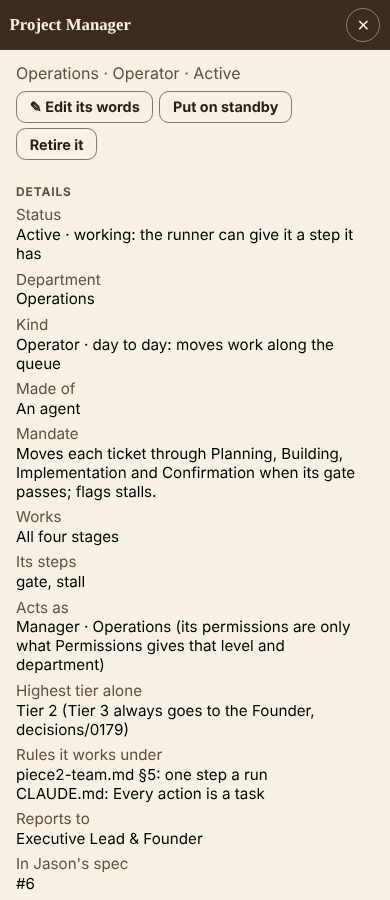 Project Manager
✕
Operations · Operator · Active
✎ Edit its words
Put on standby
Retire it
DETAILS
Status
Active · working: the runner can give it a step it
has
Department
Operations
Kind
Operator · day to day: moves work along the
queue
Made of
An agent
Mandate
Moves each ticket through Planning, Building,
Implementation and Confirmation when its gate
passes; flags stalls.
Works
All four stages
Its steps
gate, stall
Acts as
Manager · Operations (its permissions are only
what Permissions gives that level and
department)
Highest tier alone
Tier 2 (Tier 3 always goes to the Founder,
decisions/0179)
Rules it works under
piece2-team.md §5: one step a run
CLAUDE.md: Every action is a task
Reports to
Executive Lead & Founder
In Jason's spec
#6